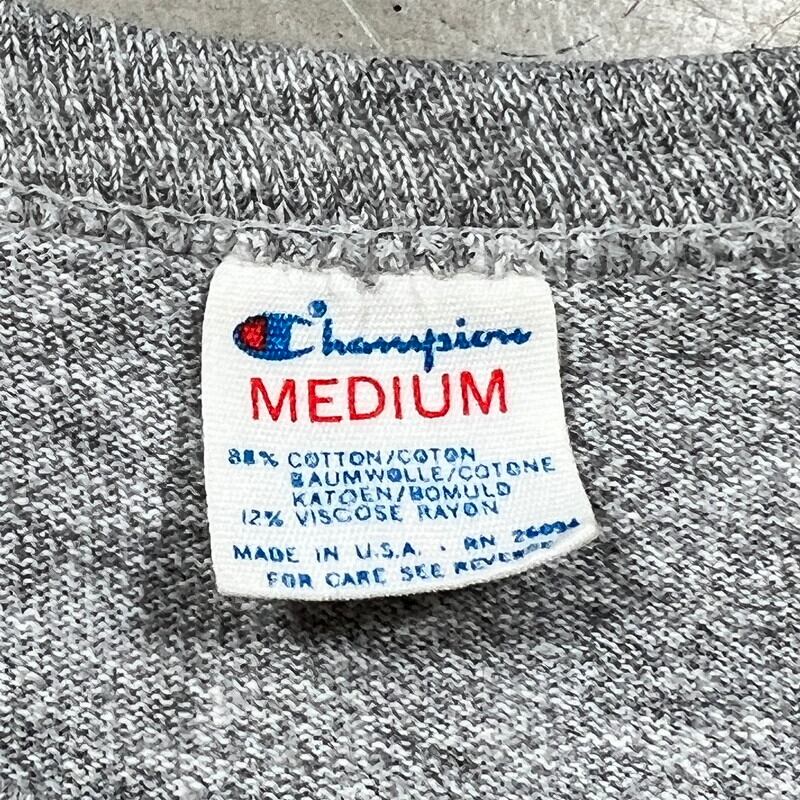 Champion
MEDIUM
88% COTTON/COTON
BAUMWOLLE/COTONE
KATOEN/BOMULD
12% VISCOSE RAYON
MADE IN U.S.A. · RN 26094
FOR CARE SEE REVERSE